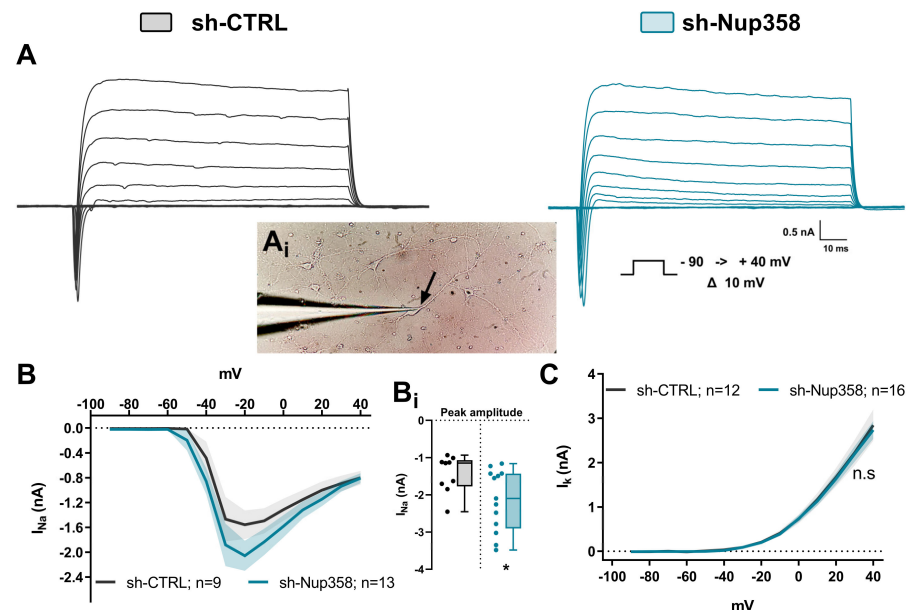 sh-CTRL
sh-Nup358
A
0.5 nA
10 ms
- 90 -> + 40 mV
Δ 10 mV
Ai
B
mV
-100 -80 -60 -40 -20 0 20 40
0.0
-0.4
-0.8
-1.2
-1.6
-2.0
-2.4
INa (nA)
sh-CTRL; n=9
sh-Nup358; n=13
Bi
Peak amplitude
0
-1
-2
-3
-4
INa (nA)
*
C
sh-CTRL; n=12
sh-Nup358; n=16
4
3
2
1
0
Ik (nA)
n.s
-100 -80 -60 -40 -20 0 20 40
mV